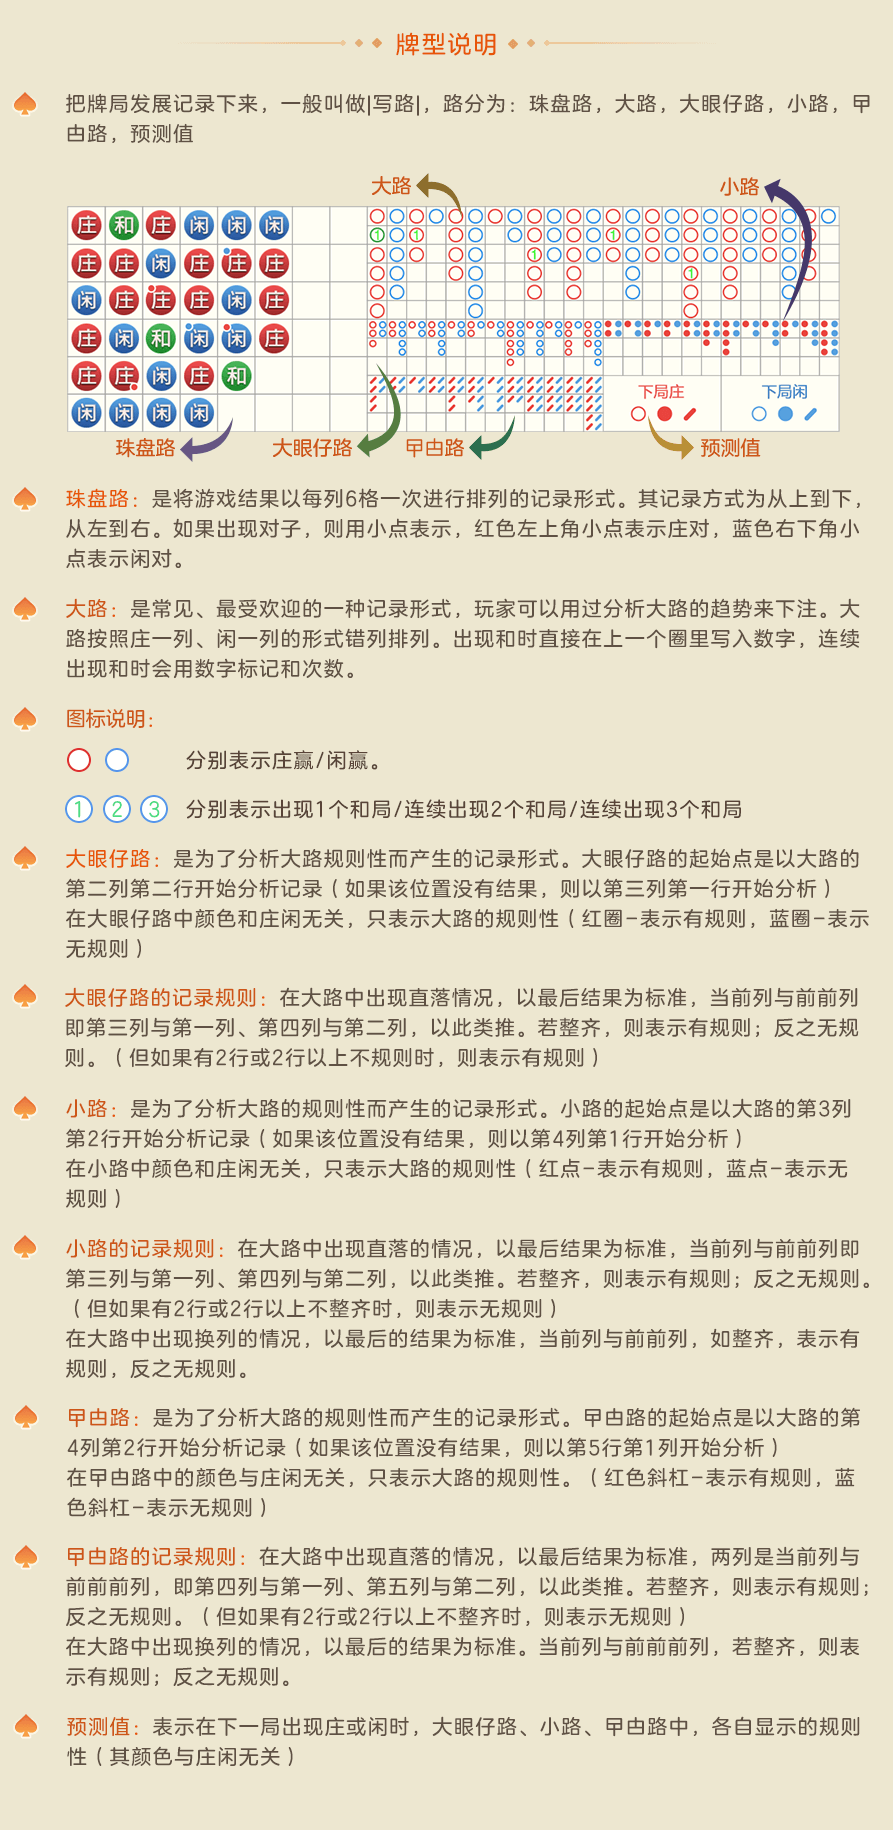 牌型说明
把牌局发展记录下来，一般叫做|写路|，路分为：珠盘路，大路，大眼仔路，小路，曱
甴路，预测值
大路
小路
庄 和 庄 闲 闲 闲
庄 庄 闲 庄 庄 庄
闲 庄 庄 庄 闲 庄
庄 闲 和 闲 闲 庄
庄 庄 闲 庄 和
闲 闲 闲 闲
1 1 1
1
1
下局庄
下局闲
珠盘路
大眼仔路
曱甴路
预测值
珠盘路：是将游戏结果以每列6格一次进行排列的记录形式。其记录方式为从上到下，
从左到右。如果出现对子，则用小点表示，红色左上角小点表示庄对，蓝色右下角小
点表示闲对。
大路：是常见、最受欢迎的一种记录形式，玩家可以用过分析大路的趋势来下注。大
路按照庄一列、闲一列的形式错列排列。出现和时直接在上一个圈里写入数字，连续
出现和时会用数字标记和次数。
图标说明：
分别表示庄赢/闲赢。
1 2 3 分别表示出现1个和局/连续出现2个和局/连续出现3个和局
大眼仔路：是为了分析大路规则性而产生的记录形式。大眼仔路的起始点是以大路的
第二列第二行开始分析记录（如果该位置没有结果，则以第三列第一行开始分析）
在大眼仔路中颜色和庄闲无关，只表示大路的规则性（红圈-表示有规则，蓝圈-表示
无规则）
大眼仔路的记录规则：在大路中出现直落情况，以最后结果为标准，当前列与前前列
即第三列与第一列、第四列与第二列，以此类推。若整齐，则表示有规则；反之无规
则。（但如果有2行或2行以上不规则时，则表示有规则）
小路：是为了分析大路的规则性而产生的记录形式。小路的起始点是以大路的第3列
第2行开始分析记录（如果该位置没有结果，则以第4列第1行开始分析）
在小路中颜色和庄闲无关，只表示大路的规则性（红点-表示有规则，蓝点-表示无
规则）
小路的记录规则：在大路中出现直落的情况，以最后结果为标准，当前列与前前列即
第三列与第一列、第四列与第二列，以此类推。若整齐，则表示有规则；反之无规则。
（但如果有2行或2行以上不整齐时，则表示无规则）
在大路中出现换列的情况，以最后的结果为标准，当前列与前前列，如整齐，表示有
规则，反之无规则。
曱甴路：是为了分析大路的规则性而产生的记录形式。曱甴路的起始点是以大路的第
4列第2行开始分析记录（如果该位置没有结果，则以第5行第1列开始分析）
在曱甴路中的颜色与庄闲无关，只表示大路的规则性。（红色斜杠-表示有规则，蓝
色斜杠-表示无规则）
曱甴路的记录规则：在大路中出现直落的情况，以最后结果为标准，两列是当前列与
前前前列，即第四列与第一列、第五列与第二列，以此类推。若整齐，则表示有规则；
反之无规则。（但如果有2行或2行以上不整齐时，则表示无规则）
在大路中出现换列的情况，以最后的结果为标准。当前列与前前前列，若整齐，则表
示有规则；反之无规则。
预测值：表示在下一局出现庄或闲时，大眼仔路、小路、曱甴路中，各自显示的规则
性（其颜色与庄闲无关）